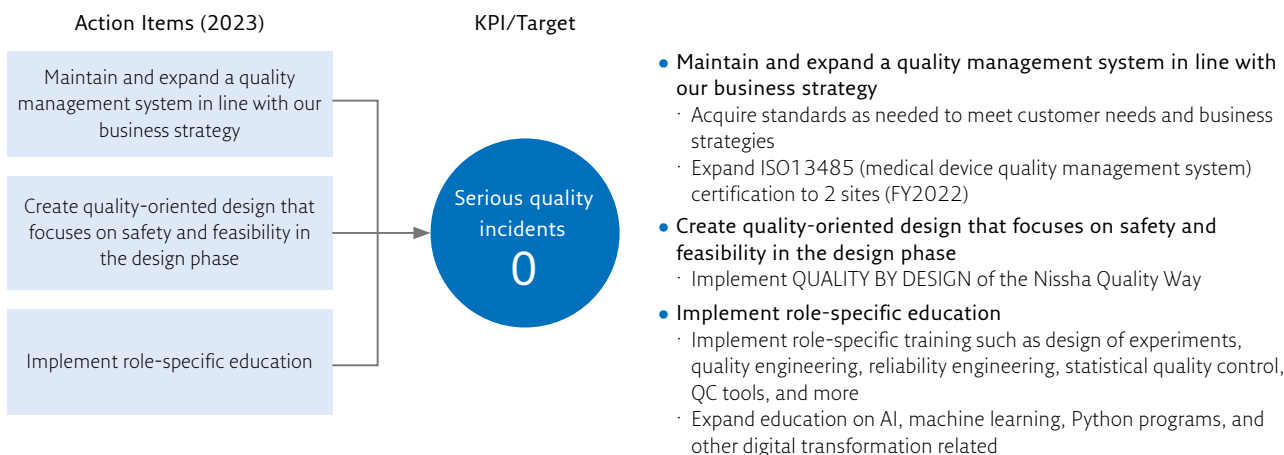 Action Items (2023)
KPI/Target
Maintain and expand a quality
management system in line with our
business strategy
Create quality-oriented design that
focuses on safety and feasibility in
the design phase
Implement role-specific education
Serious quality
incidents
0
• Maintain and expand a quality management system in line with
our business strategy
· Acquire standards as needed to meet customer needs and business
strategies
· Expand ISO13485 (medical device quality management system)
certification to 2 sites (FY2022)
• Create quality-oriented design that focuses on safety and
feasibility in the design phase
· Implement QUALITY BY DESIGN of the Nissha Quality Way
• Implement role-specific education
· Implement role-specific training such as design of experiments,
quality engineering, reliability engineering, statistical quality control,
QC tools, and more
· Expand education on AI, machine learning, Python programs, and
other digital transformation related